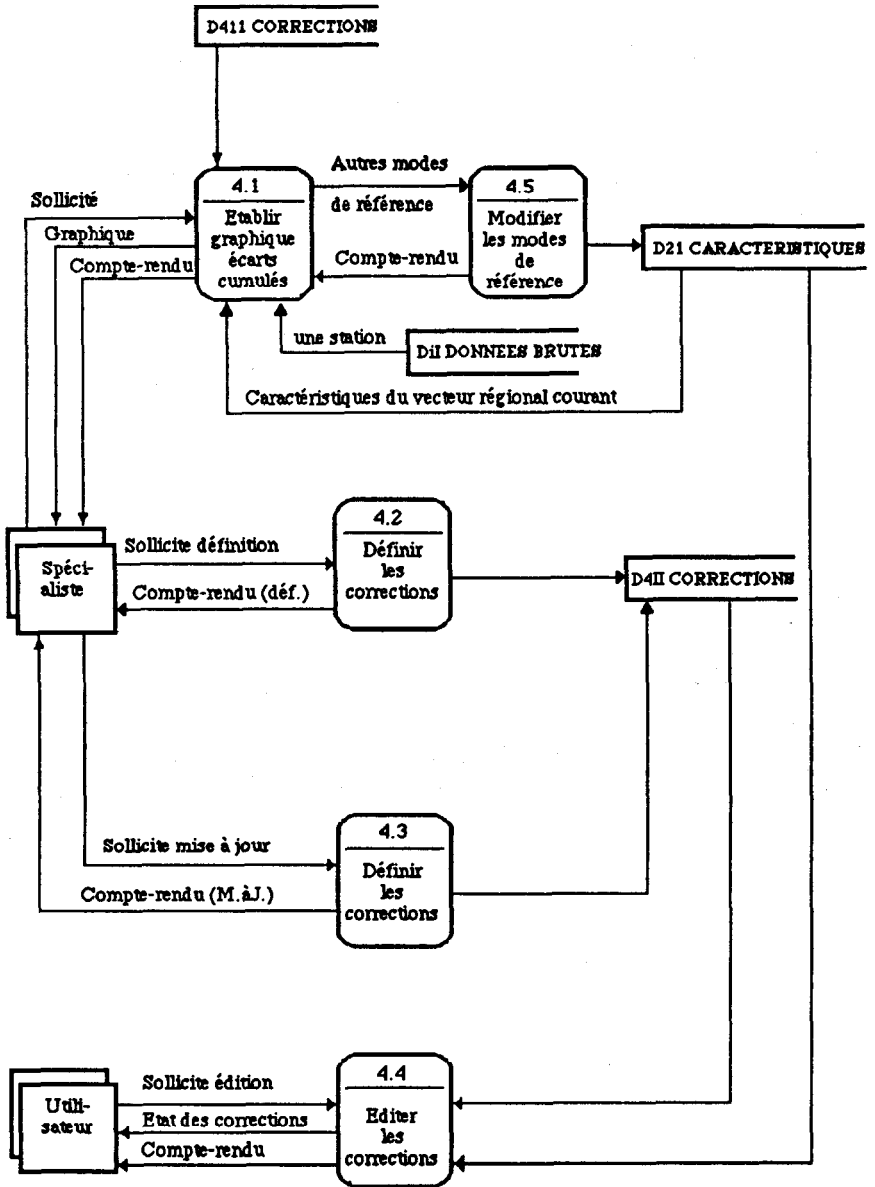 D411 CORRECTIONS
4.1
Etablir
graphique
écarts
cumulés
Autres modes
de référence
Compte-rendu
4.5
Modifier
les modes
de
référence
Sollicité
Graphique
Compte-rendu
D21 CARACTERISTIQUES
une station
DiI DONNEES BRUTES
Caractéristiques du vecteur régional courant
Spéci-
aliste
Sollicite définition
Compte-rendu (déf.)
4.2
Définir
les
corrections
D4II CORRECTIONS
Sollicite mise à jour
Compte-rendu (M.àJ.)
4.3
Définir
les
corrections
Utili-
sateur
Sollicite édition
Etat des corrections
Compte-rendu
4.4
Editer
les
corrections